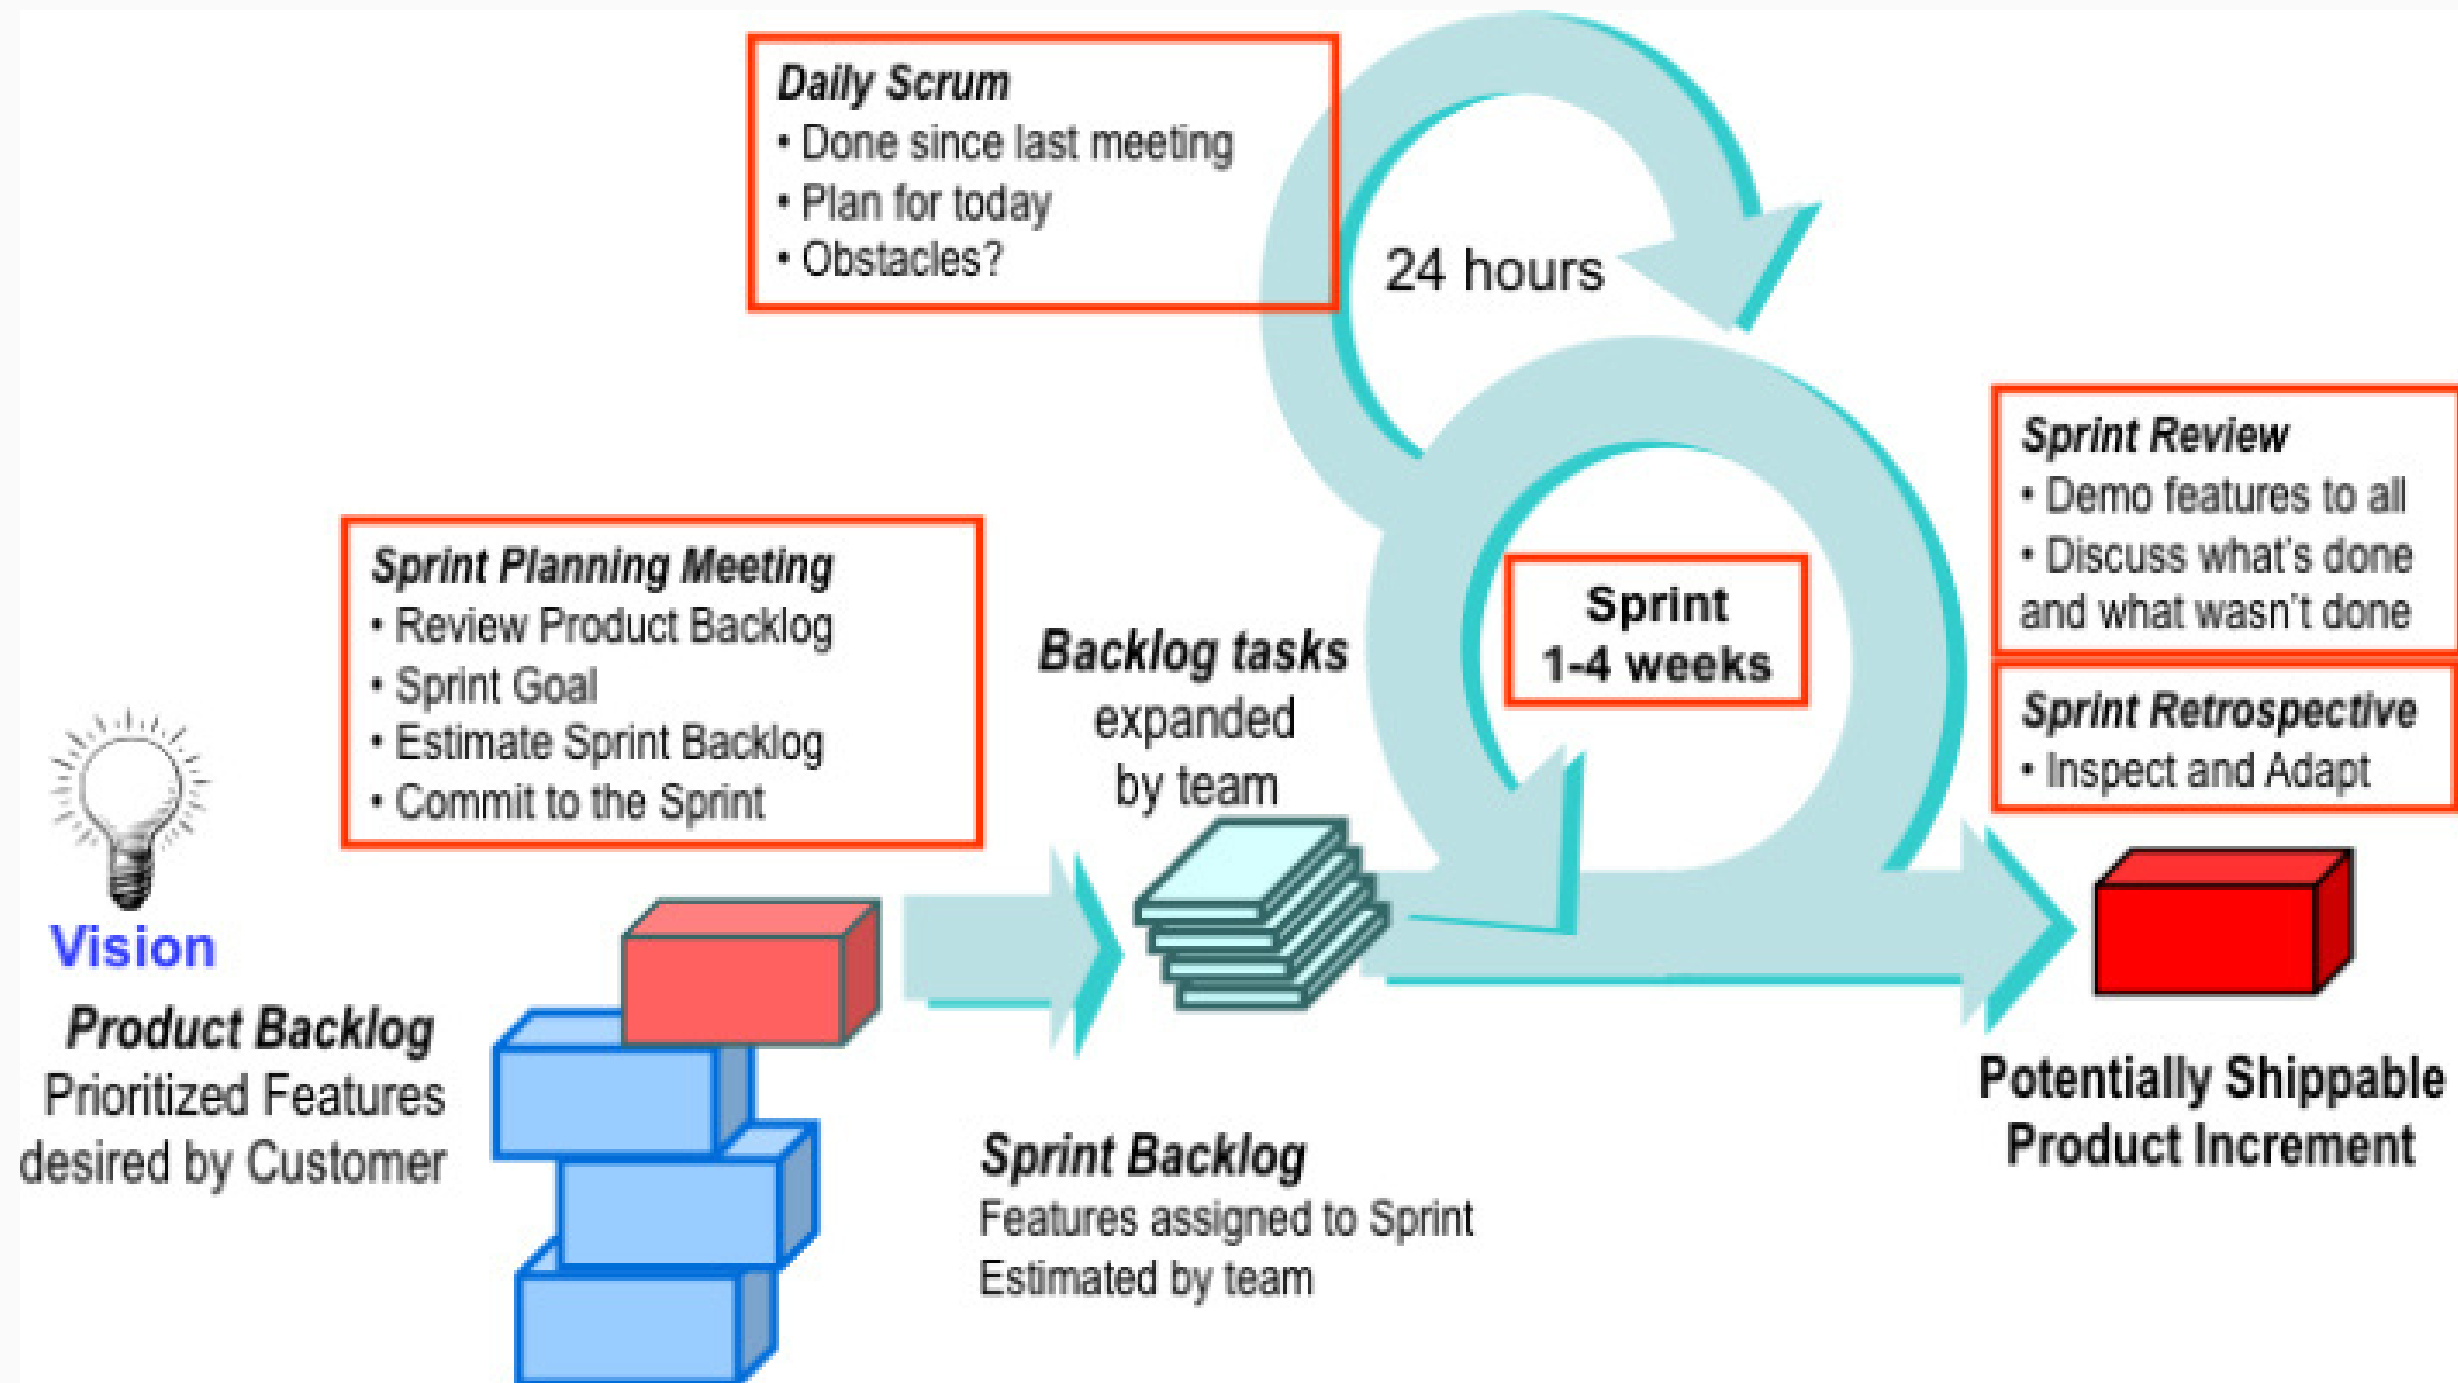 Daily Scrum
• Done since last meeting
• Plan for today
• Obstacles?
24 hours
Sprint Planning Meeting
• Review Product Backlog
• Sprint Goal
• Estimate Sprint Backlog
• Commit to the Sprint
Backlog tasks
expanded
by team
Sprint
1-4 weeks
Sprint Review
• Demo features to all
• Discuss what's done
and what wasn't done
Sprint Retrospective
• Inspect and Adapt
Vision
Product Backlog
Prioritized Features
desired by Customer
Sprint Backlog
Features assigned to Sprint
Estimated by team
Potentially Shippable
Product Increment